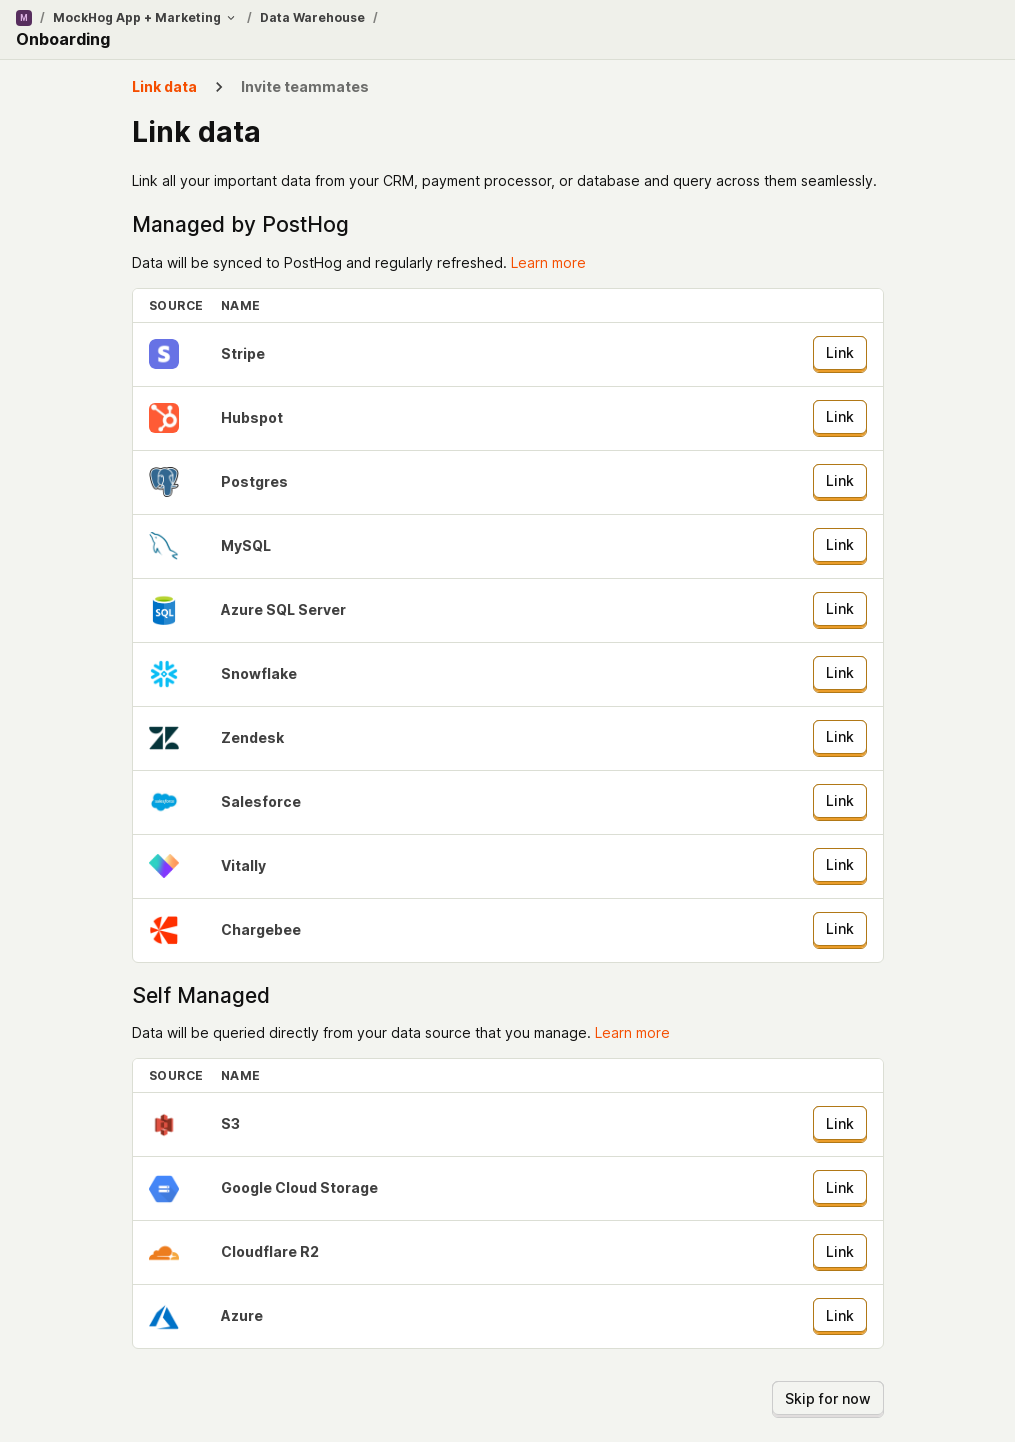 M / MockHog App + Marketing / Data Warehouse /
Onboarding
Link data Invite teammates
Link data
Link all your important data from your CRM, payment processor, or database and query across them seamlessly.
Managed by PostHog
Data will be synced to PostHog and regularly refreshed. Learn more
SOURCE NAME
Stripe Link
Hubspot Link
Postgres Link
MySQL Link
SQL Azure SQL Server Link
Snowflake Link
Zendesk Link
salesforce Salesforce Link
Vitally Link
Chargebee Link
Self Managed
Data will be queried directly from your data source that you manage. Learn more
SOURCE NAME
S3 Link
Google Cloud Storage Link
Cloudflare R2 Link
Azure Link
Skip for now